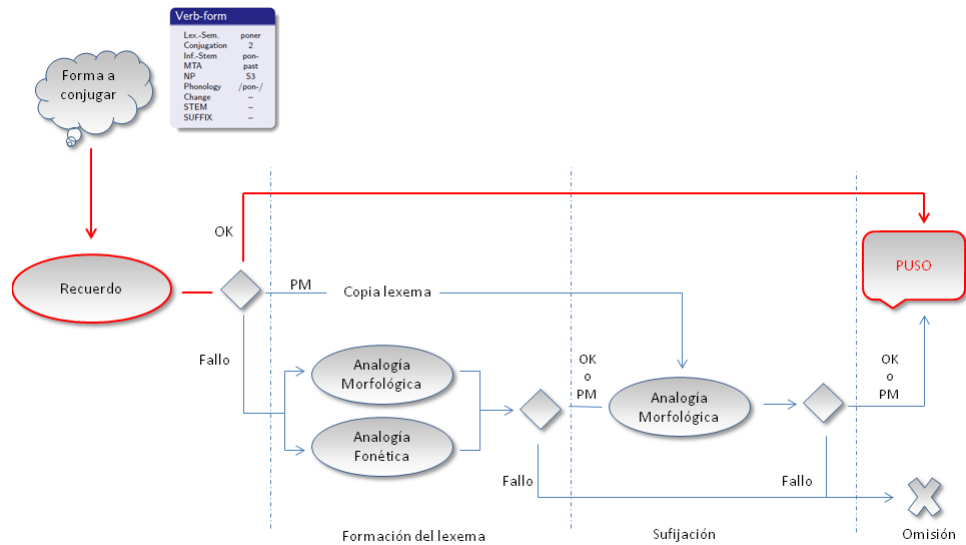 Verb-form
Lex.-Sem. poner
Conjugation 2
Inf.-Stem pon-
MTA past
NP S3
Phonology /pon-/
Change –
STEM –
SUFFIX –
Forma a
conjugar
OK
PUSO
Recuerdo
PM
Copia lexema
Fallo
Analogía
Morfológica
OK
o
PM
Analogía
Morfológica
OK
o
PM
Analogía
Fonética
Fallo
Fallo
Formación del lexema
Sufijación
Omisión